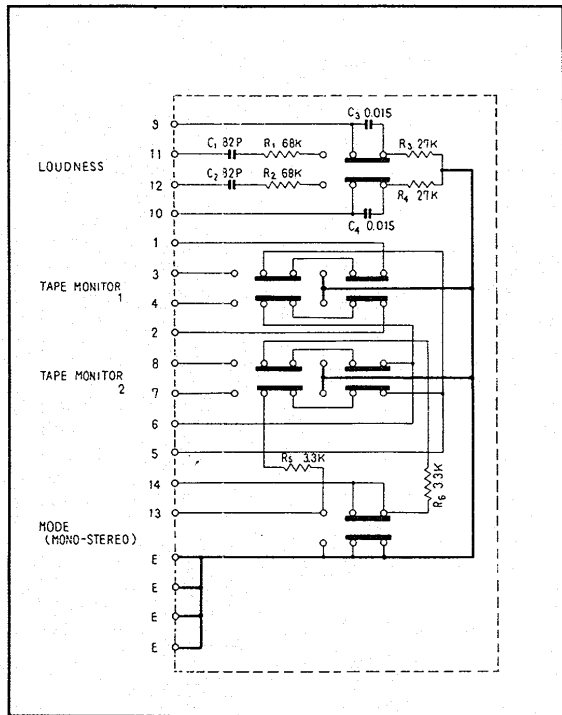 9
C3 0.015
C1 82P R1 68K
11
R3 27K
LOUDNESS
C2 82P R2 68K
12
R4 27K
10
C4 0.015
1
3
TAPE MONITOR 1
4
2
8
TAPE MONITOR 2
7
6
5
R5 3.3K
R6 3.3K
14
13
MODE
(MONO-STEREO)
E
E
E
E